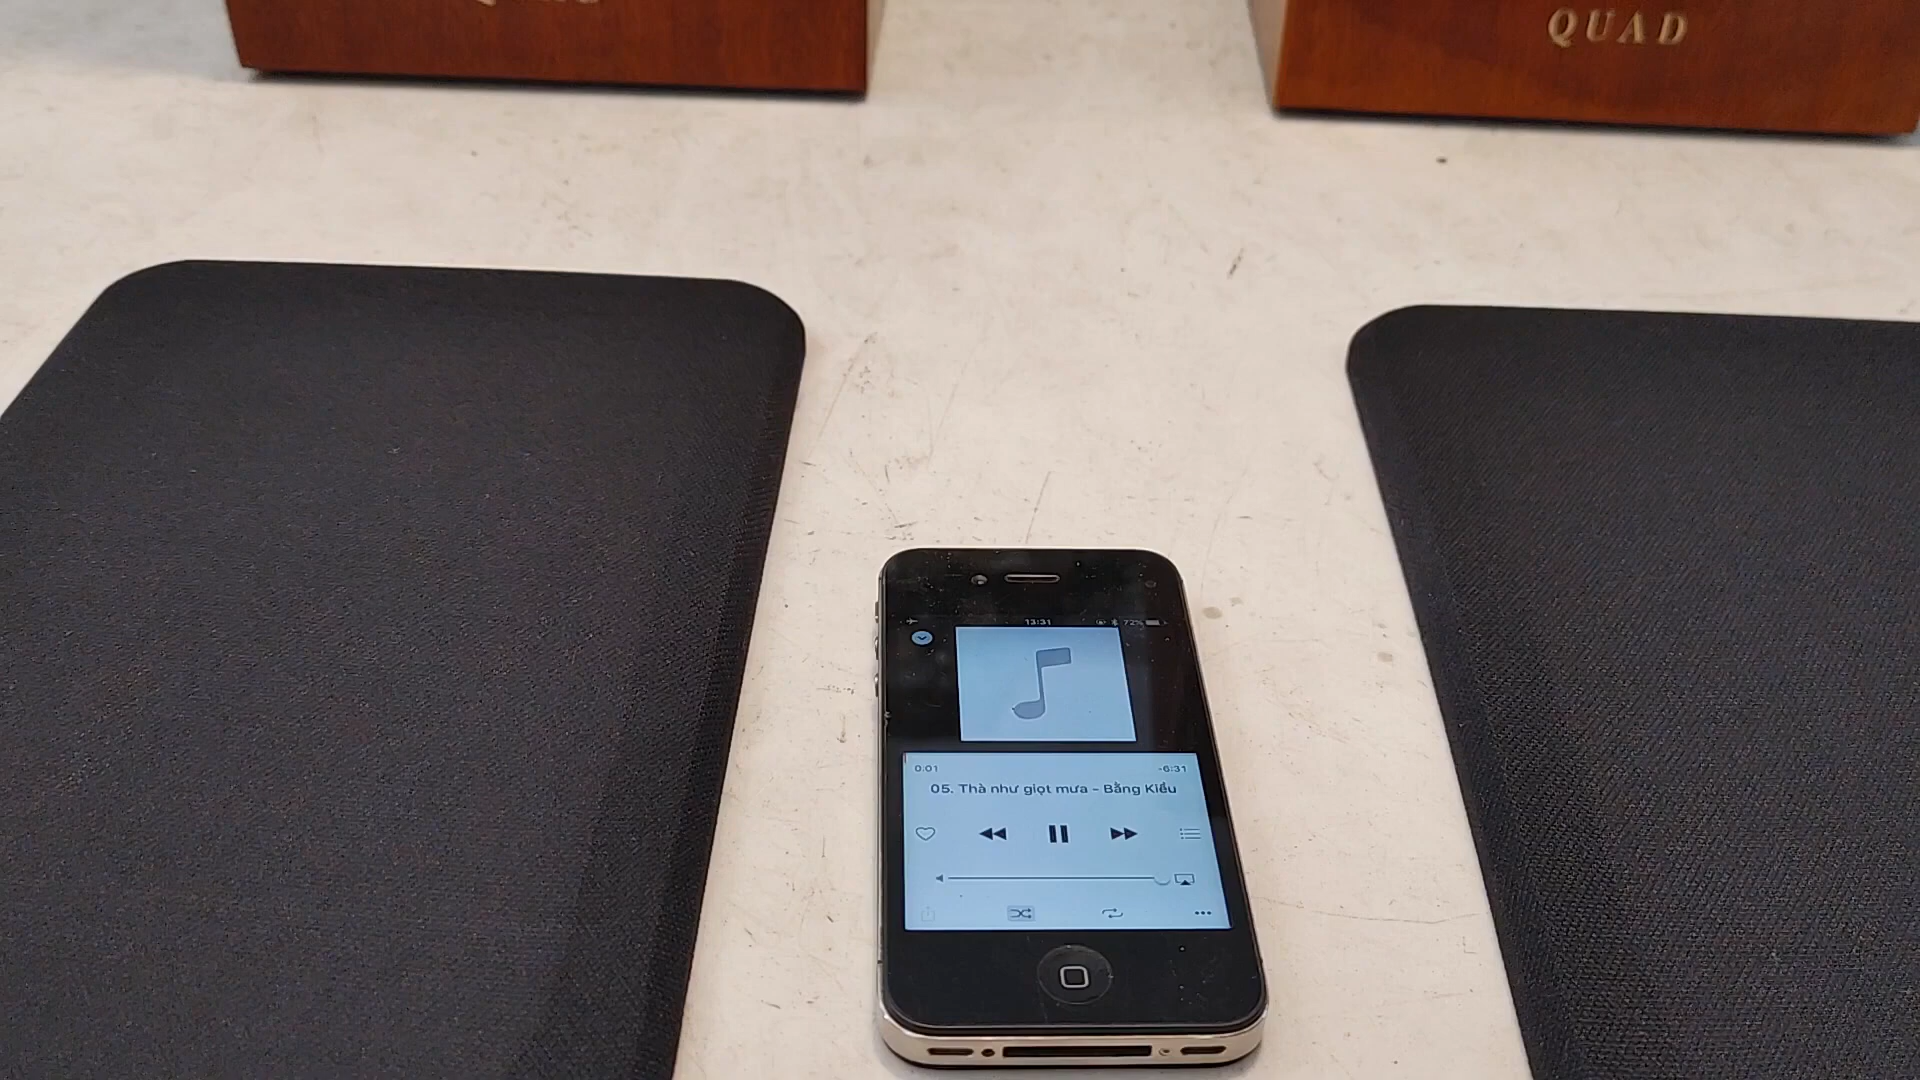 QUAD
13:31
72%
0:01
-6:31
05. Thà như giọt mưa - Bằng Kiều